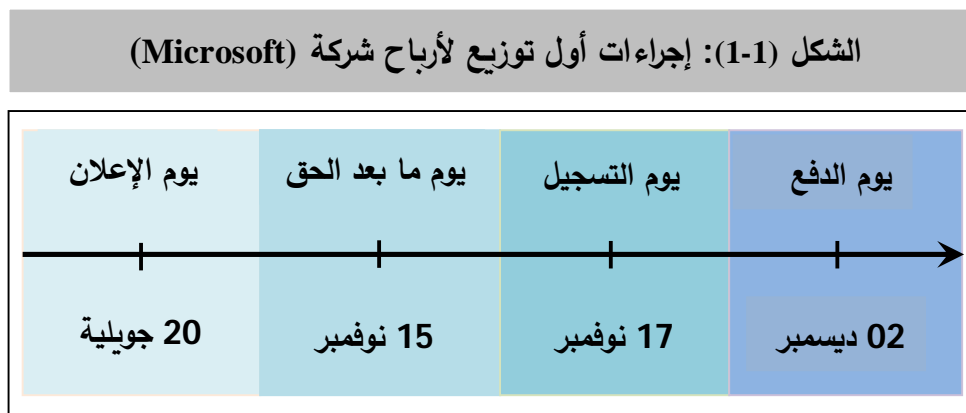 الشكل (1-1): إجراءات أول توزيع لأرباح شركة (Microsoft)
يوم الإعلان
يوم ما بعد الحق
يوم التسجيل
يوم الدفع
20 جويلية
15 نوفمبر
17 نوفمبر
02 ديسمبر